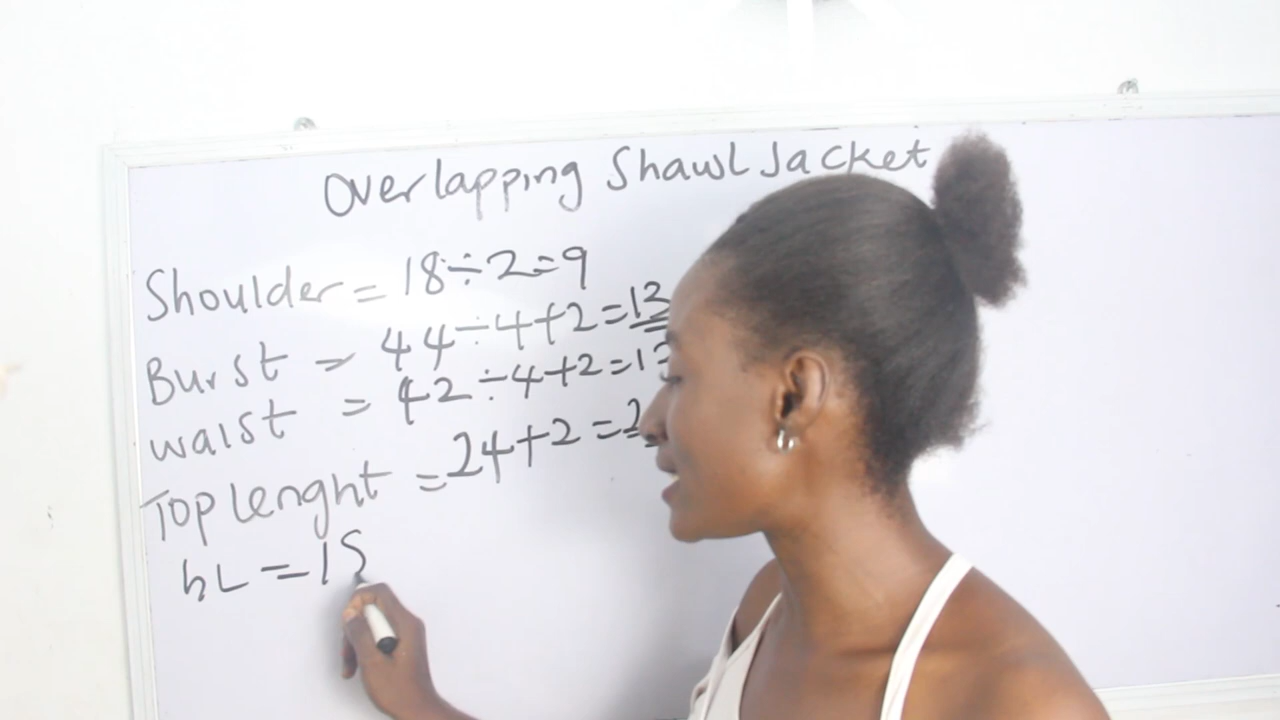 Overlapping Shawl Jacket
Shoulder = 18÷2=9
Burst = 44÷4+2=13
waist = 42÷4+2=1
Top lenght = 24+2=2
hL = 15